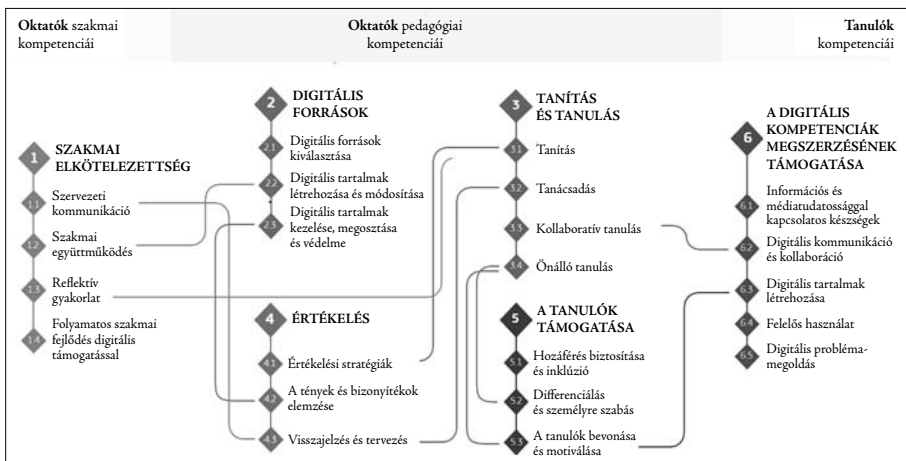 Oktatók szakmai
kompetenciái
Oktatók pedagógiai
kompetenciái
Tanulók
kompetenciái
1
SZAKMAI
ELKÖTELEZETTSÉG
1.1
Szervezeti
kommunikáció
1.2
Szakmai
együttműködés
1.3
Reflektív
gyakorlat
1.4
Folyamatos szakmai
fejlődés digitális
támogatással
2
DIGITÁLIS
FORRÁSOK
2.1
Digitális források
kiválasztása
2.2
Digitális tartalmak
létrehozása és módosítása
2.3
Digitális tartalmak
kezelése, megosztása
és védelme
4
ÉRTÉKELÉS
4.1
Értékelési stratégiák
4.2
A tények és bizonyítékok
elemzése
4.3
Visszajelzés és tervezés
3
TANÍTÁS
ÉS TANULÁS
3.1
Tanítás
3.2
Tanácsadás
3.3
Kollaboratív tanulás
3.4
Önálló tanulás
5
A TANULÓK
TÁMOGATÁSA
5.1
Hozáférés biztosítása
és inklúzió
5.2
Differenciálás
és személyre szabás
5.3
A tanulók bevonása
és motiválása
6
A DIGITÁLIS
KOMPETENCIÁK
MEGSZERZÉSÉNEK
TÁMOGATÁSA
6.1
Információs és
médiatudatossággal
kapcsolatos készségek
6.2
Digitális kommunikáció
és kollaboráció
6.3
Digitális tartalmak
létrehozása
6.4
Felelős használat
6.5
Digitális probléma-
megoldás